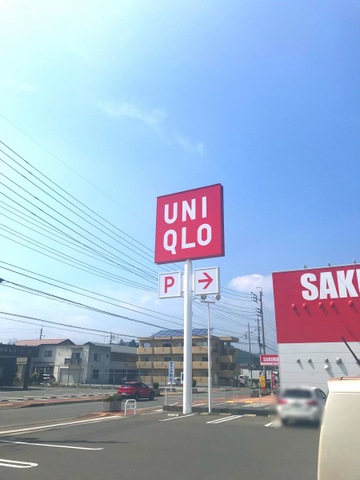 UNI
QLO
P →
SAKU